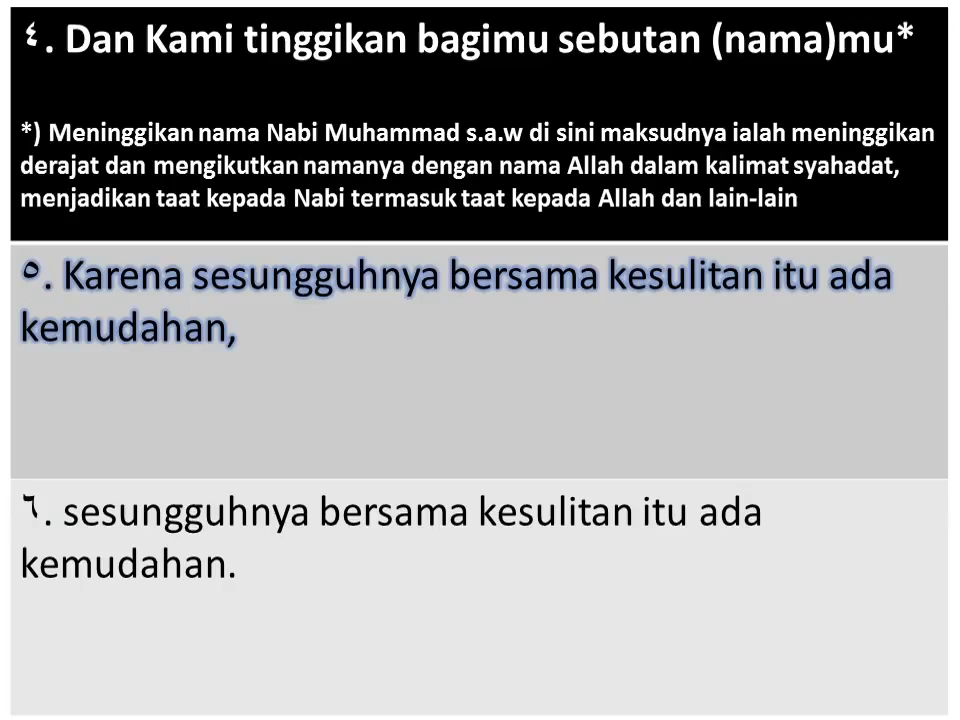 ٤. Dan Kami tinggikan bagimu sebutan (nama)mu*
*) Meninggikan nama Nabi Muhammad s.a.w di sini maksudnya ialah meninggikan
derajat dan mengikutkan namanya dengan nama Allah dalam kalimat syahadat,
menjadikan taat kepada Nabi termasuk taat kepada Allah dan lain-lain
٥. Karena sesungguhnya bersama kesulitan itu ada
kemudahan,
٦. sesungguhnya bersama kesulitan itu ada
kemudahan.